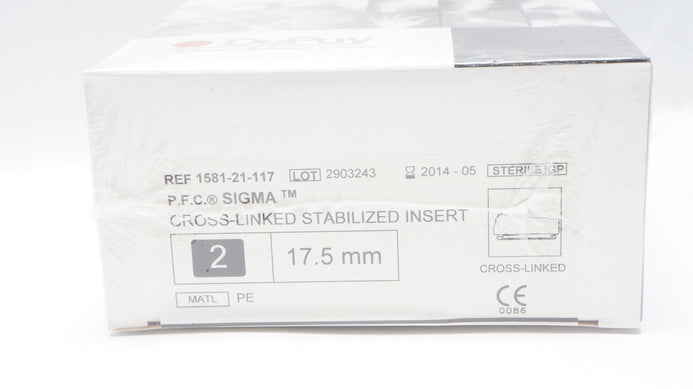 DePuy
REF 1581-21-117 LOT 2903243 2014 - 05 STERILE GP
P.F.C.® SIGMA ™
CROSS-LINKED STABILIZED INSERT
2 17.5 mm
CROSS-LINKED
MATL PE
CE
0086